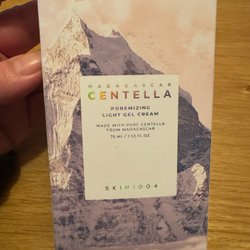 MADAGASCAR
CENTELLA
POREMIZING
LIGHT GEL CREAM
MADE WITH PURE CENTELLA
FROM MADAGASCAR
75 ML / 2.53 FL.OZ.
SKIN1004